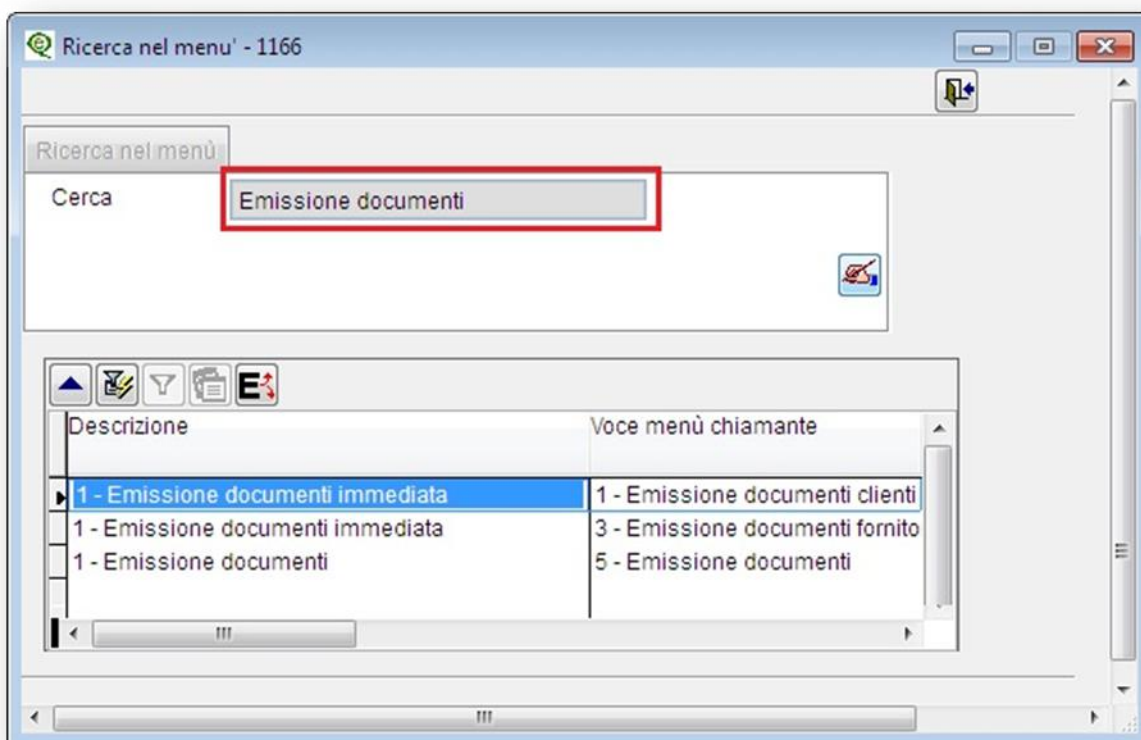 Ricerca nel menu' - 1166
Ricerca nel menù
Cerca Emissione documenti
Descrizione Voce menù chiamante
1 - Emissione documenti immediata 1 - Emissione documenti clienti
1 - Emissione documenti immediata 3 - Emissione documenti fornito
1 - Emissione documenti 5 - Emissione documenti